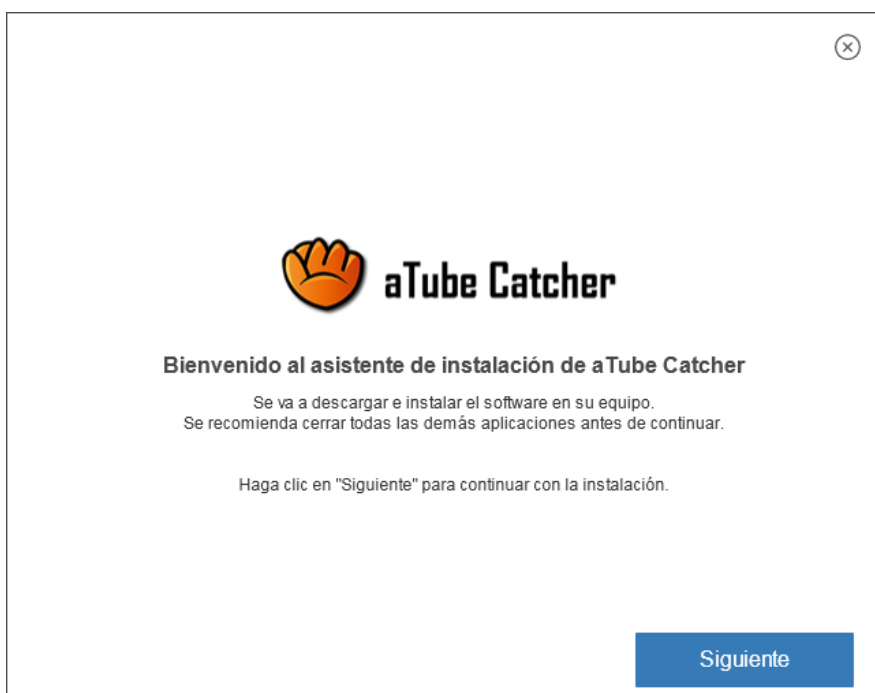 aTube Catcher
Bienvenido al asistente de instalación de aTube Catcher
Se va a descargar e instalar el software en su equipo.
Se recomienda cerrar todas las demás aplicaciones antes de continuar.
Haga clic en "Siguiente" para continuar con la instalación.
Siguiente